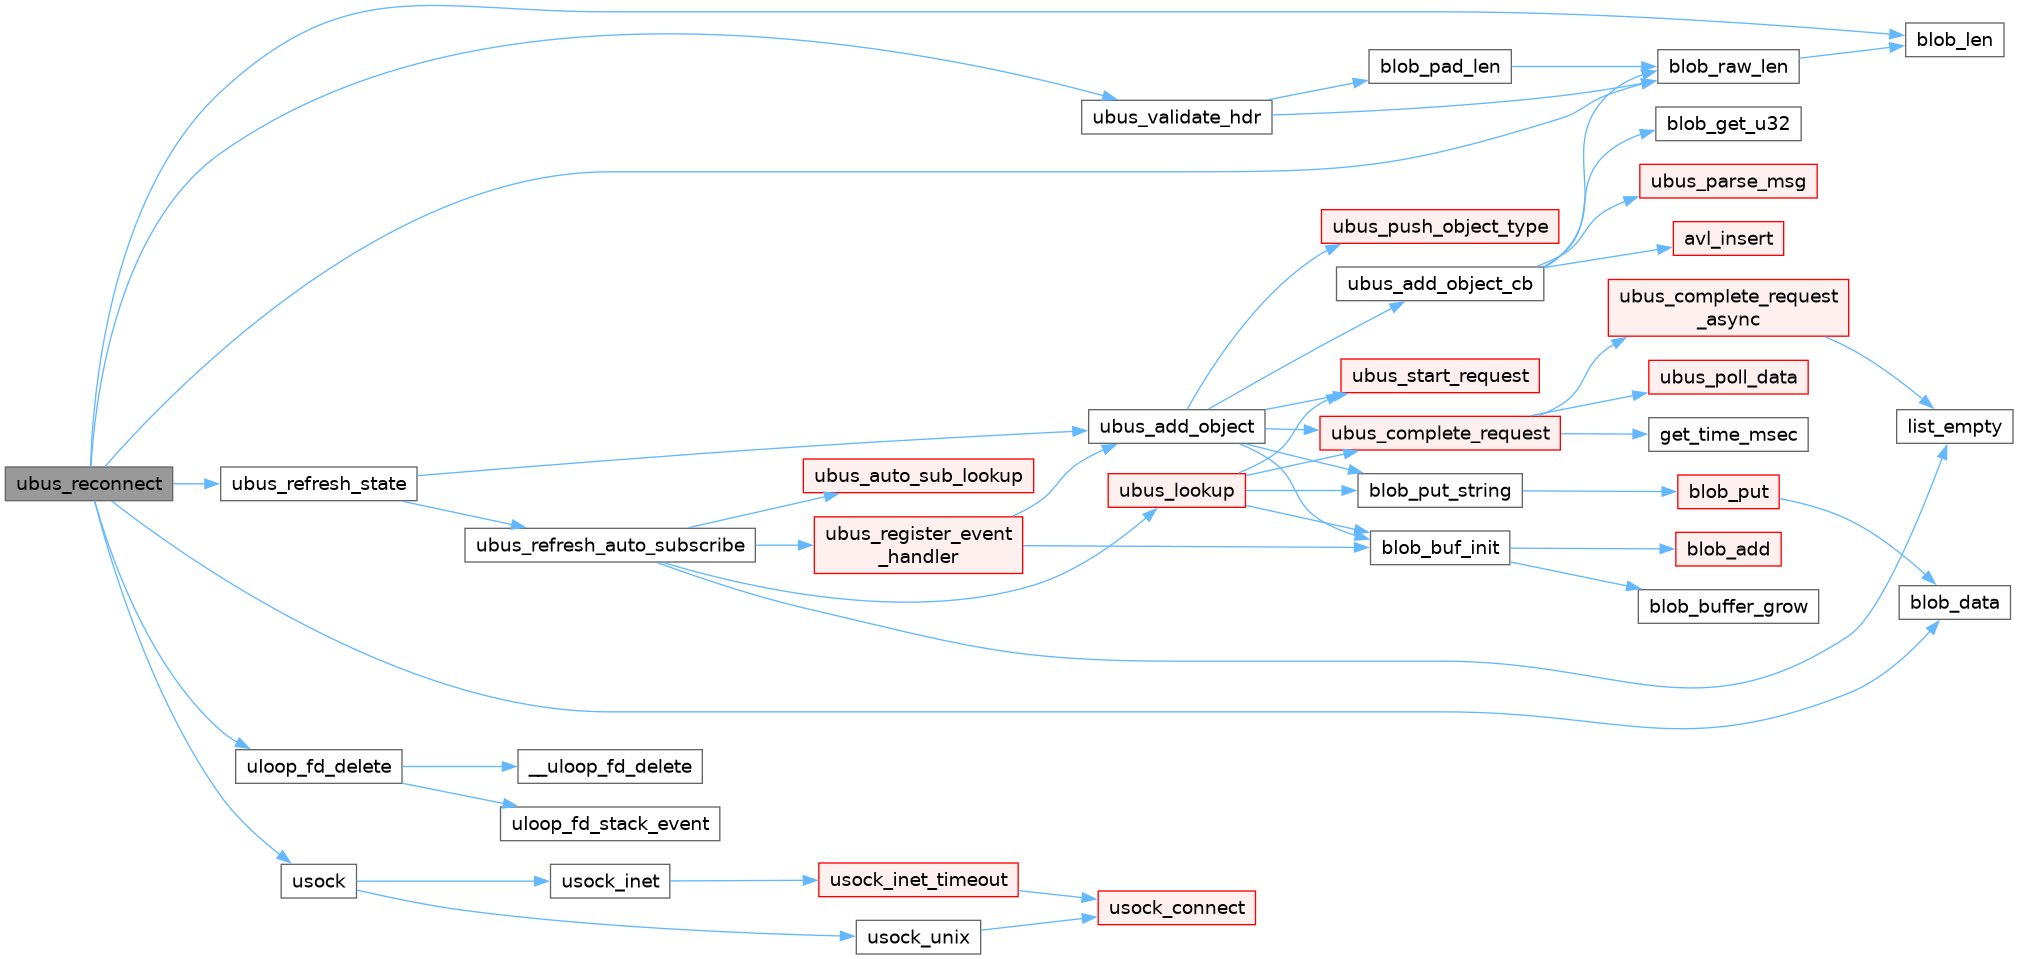 blob_len
blob_pad_len
blob_raw_len
ubus_validate_hdr
blob_get_u32
ubus_parse_msg
ubus_push_object_type
avl_insert
ubus_add_object_cb
ubus_complete_request
_async
ubus_start_request
ubus_poll_data
ubus_add_object
ubus_complete_request
get_time_msec
list_empty
ubus_reconnect
ubus_refresh_state
ubus_auto_sub_lookup
ubus_lookup
blob_put_string
blob_put
ubus_refresh_auto_subscribe
ubus_register_event
_handler
blob_buf_init
blob_add
blob_buffer_grow
blob_data
uloop_fd_delete
__uloop_fd_delete
uloop_fd_stack_event
usock
usock_inet
usock_inet_timeout
usock_connect
usock_unix